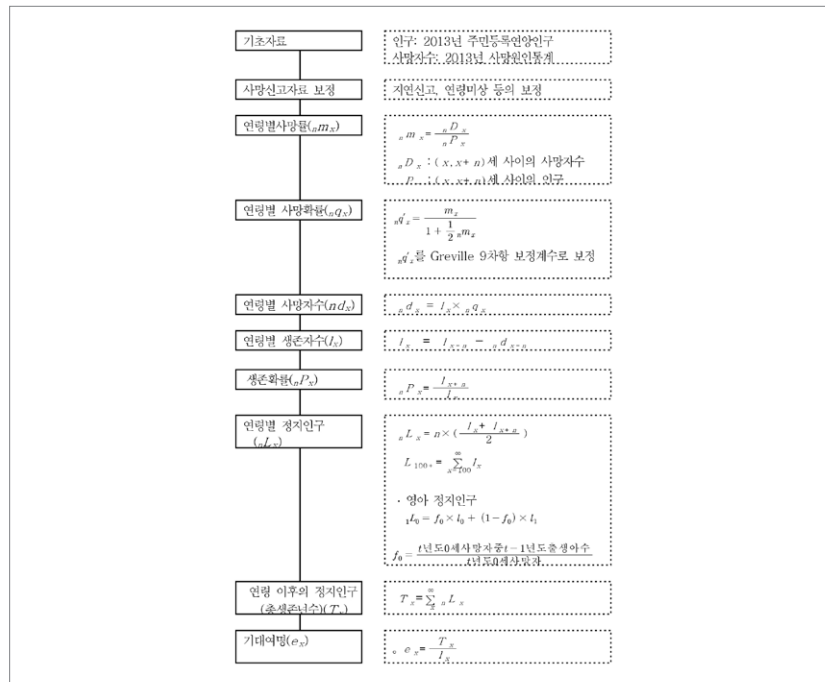 기초자료
인구: 2013년 주민등록연앙인구
사망자수: 2013년 사망원인통계
사망신고자료 보정
지연신고, 연령미상 등의 보정
연령별사망률(ₙmₓ)
ₙmₓ = ₙDₓ / ₙPₓ
ₙDₓ : (x, x+n)세 사이의 사망자수
Pₓ : (x, x+n)세 사이의 인구
연령별 사망확률(ₙqₓ)
ₙq′ₓ = mₓ / (1 + 1/2 ₙmₓ)
ₙq′ₓ를 Greville 9차항 보정계수로 보정
연령별 사망자수(ndₓ)
ₙdₓ = lₓ × ₙqₓ
연령별 생존자수(lₓ)
lₓ = lₓ₋ₙ − ₙdₓ₋ₙ
생존확률(ₙPₓ)
ₙPₓ = lₓ₊ₙ / lₓ
연령별 정지인구
(ₙLₓ)
ₙLₓ = n×((lₓ + lₓ₊ₙ) / 2)
L₁₀₀₊ = ∑_{x=100}^{∞} lₓ
· 영아 정지인구
₁L₀ = f₀ × l₀ + (1−f₀) × l₁
f₀ = t년도0세사망자중t−1년도출생아수 / t년도0세사망자
연령 이후의 정지인구
(총생존년수)(Tₓ)
Tₓ = ∑_{x}^{∞} ₙLₓ
기대여명(eₓ)
∘ eₓ = Tₓ / lₓ